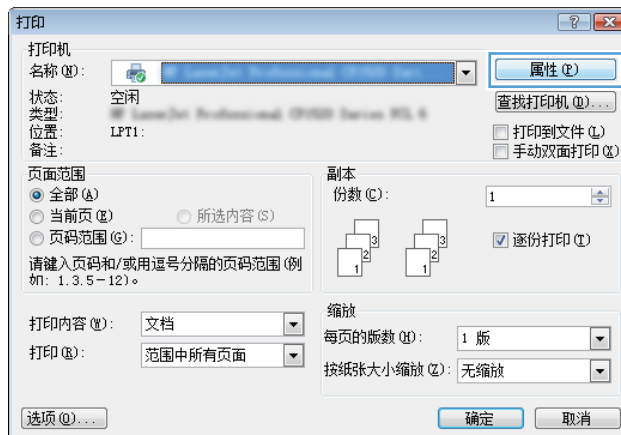 打印
打印机
名称(N):
属性(P)
状态: 空闲
查找打印机(D)...
类型:
位置: LPT1:
打印到文件(L)
备注:
手动双面打印(X)
页面范围
全部(A)
当前页(E) 所选内容(S)
页码范围(G):
请键入页码和/或用逗号分隔的页码范围(例
如: 1.3.5-12)。
副本
份数(C): 1
1 2 3 1 2 3
逐份打印(T)
打印内容(W): 文档
打印(R): 范围中所有页面
缩放
每页的版数(H): 1 版
按纸张大小缩放(Z): 无缩放
选项(O)... 确定 取消